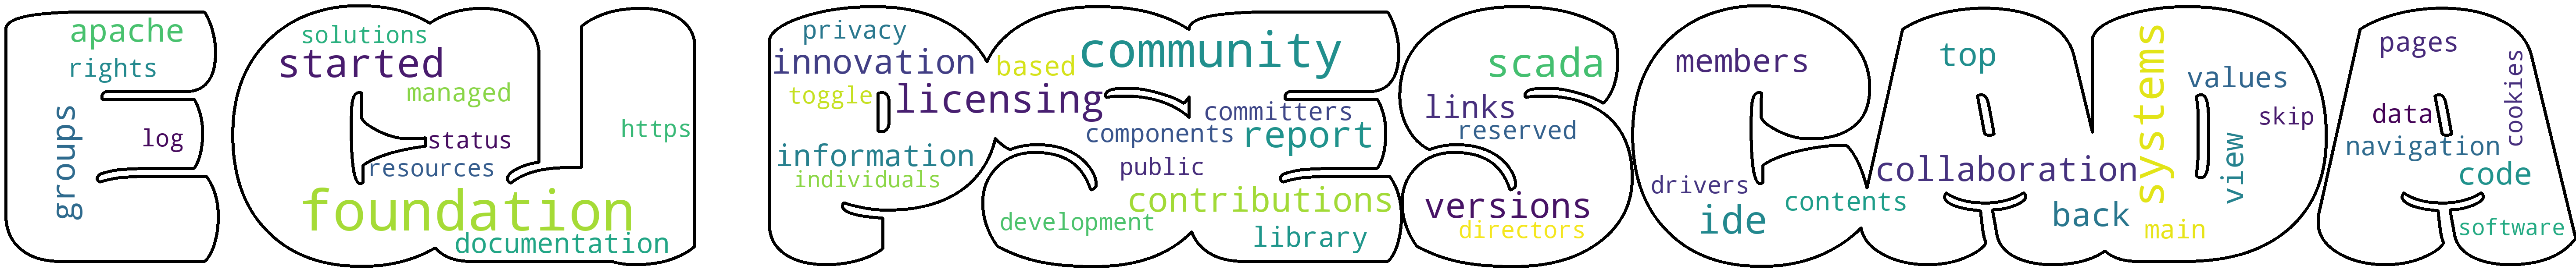 apache
rights
groups
log
solutions
started
managed
status
resources
foundation
documentation
https
privacy
innovation
based
community
toggle
licensing
committers
components
report
information
individuals
public
contributions
development
library
scada
links
reserved
versions
directors
members
drivers
ide
contents
top
collaboration
back
systems
values
skip
view
main
pages
cookies
data
navigation
code
software